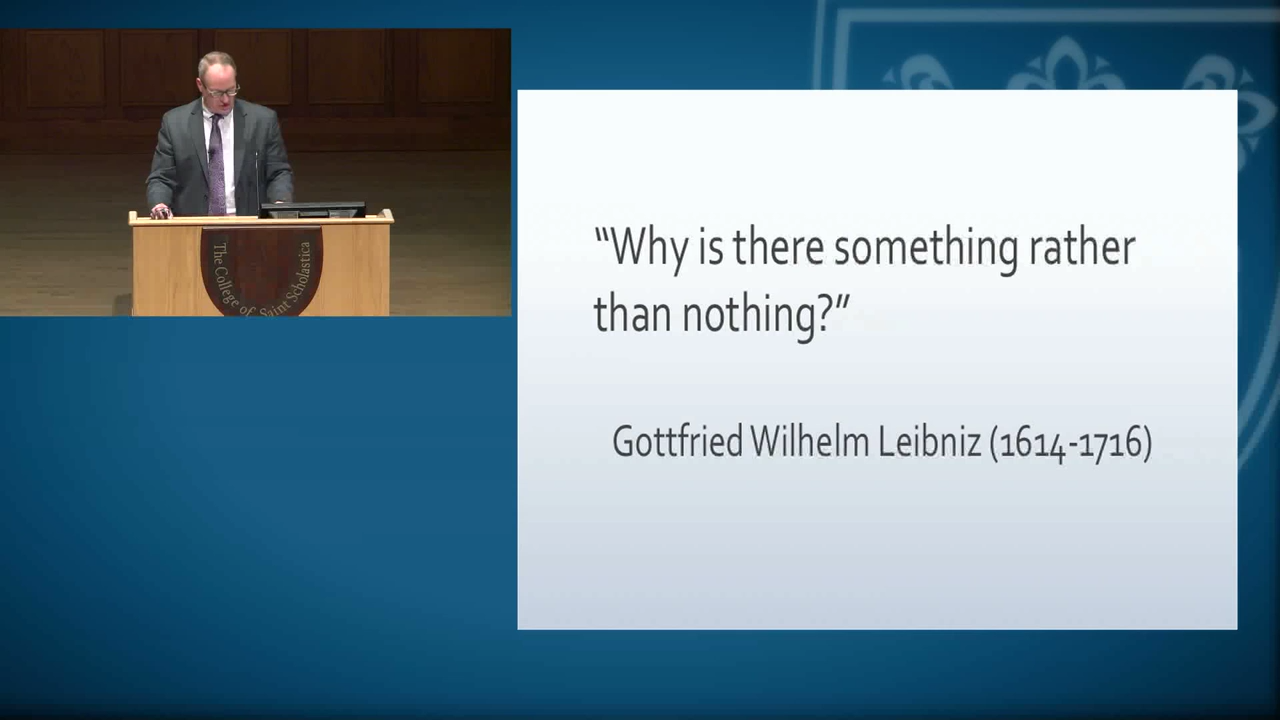 The College of Saint Scholastica
“Why is there something rather
than nothing?”
Gottfried Wilhelm Leibniz (1614-1716)